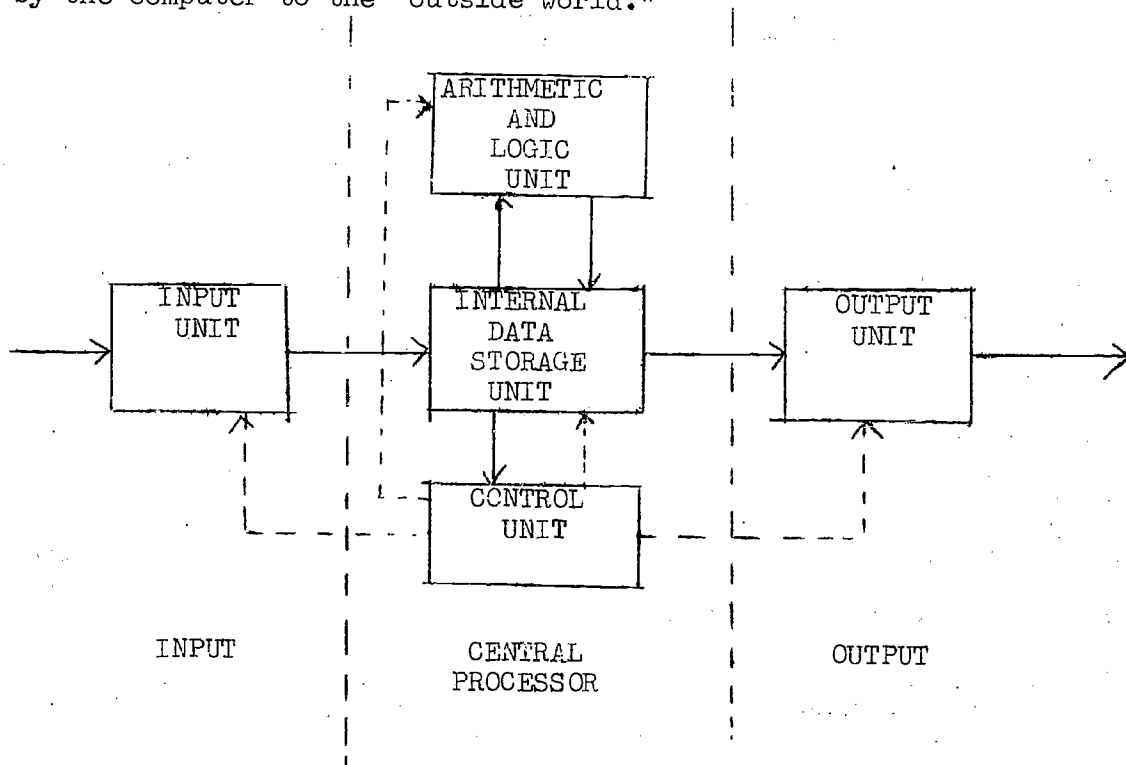 by the computer to the "outside world."
ARITHMETIC
AND
LOGIC
UNIT
INPUT
UNIT
INTERNAL
DATA
STORAGE
UNIT
OUTPUT
UNIT
CONTROL
UNIT
INPUT
CENTRAL
PROCESSOR
OUTPUT